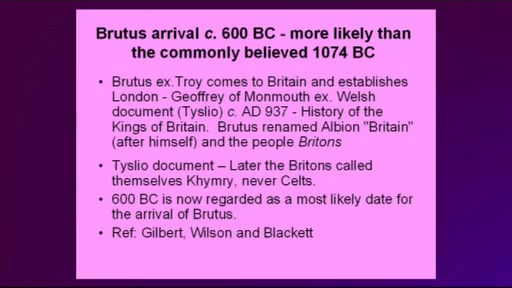 Brutus arrival c. 600 BC - more likely than
the commonly believed 1074 BC
• Brutus ex.Troy comes to Britain and establishes
London - Geoffrey of Monmouth ex. Welsh
document (Tyslio) c. AD 937 - History of the
Kings of Britain. Brutus renamed Albion "Britain"
(after himself) and the people Britons
• Tyslio document – Later the Britons called
themselves Khymry, never Celts.
• 600 BC is now regarded as a most likely date for
the arrival of Brutus.
• Ref: Gilbert, Wilson and Blackett